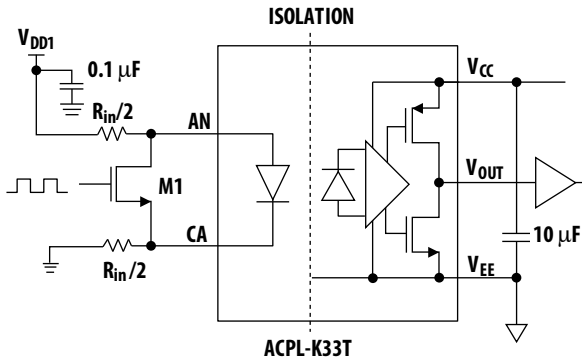 ISOLATION
VDD1
0.1 μF
Rin/2
AN
M1
CA
Rin/2
VCC
VOUT
10 μF
VEE
ACPL-K33T